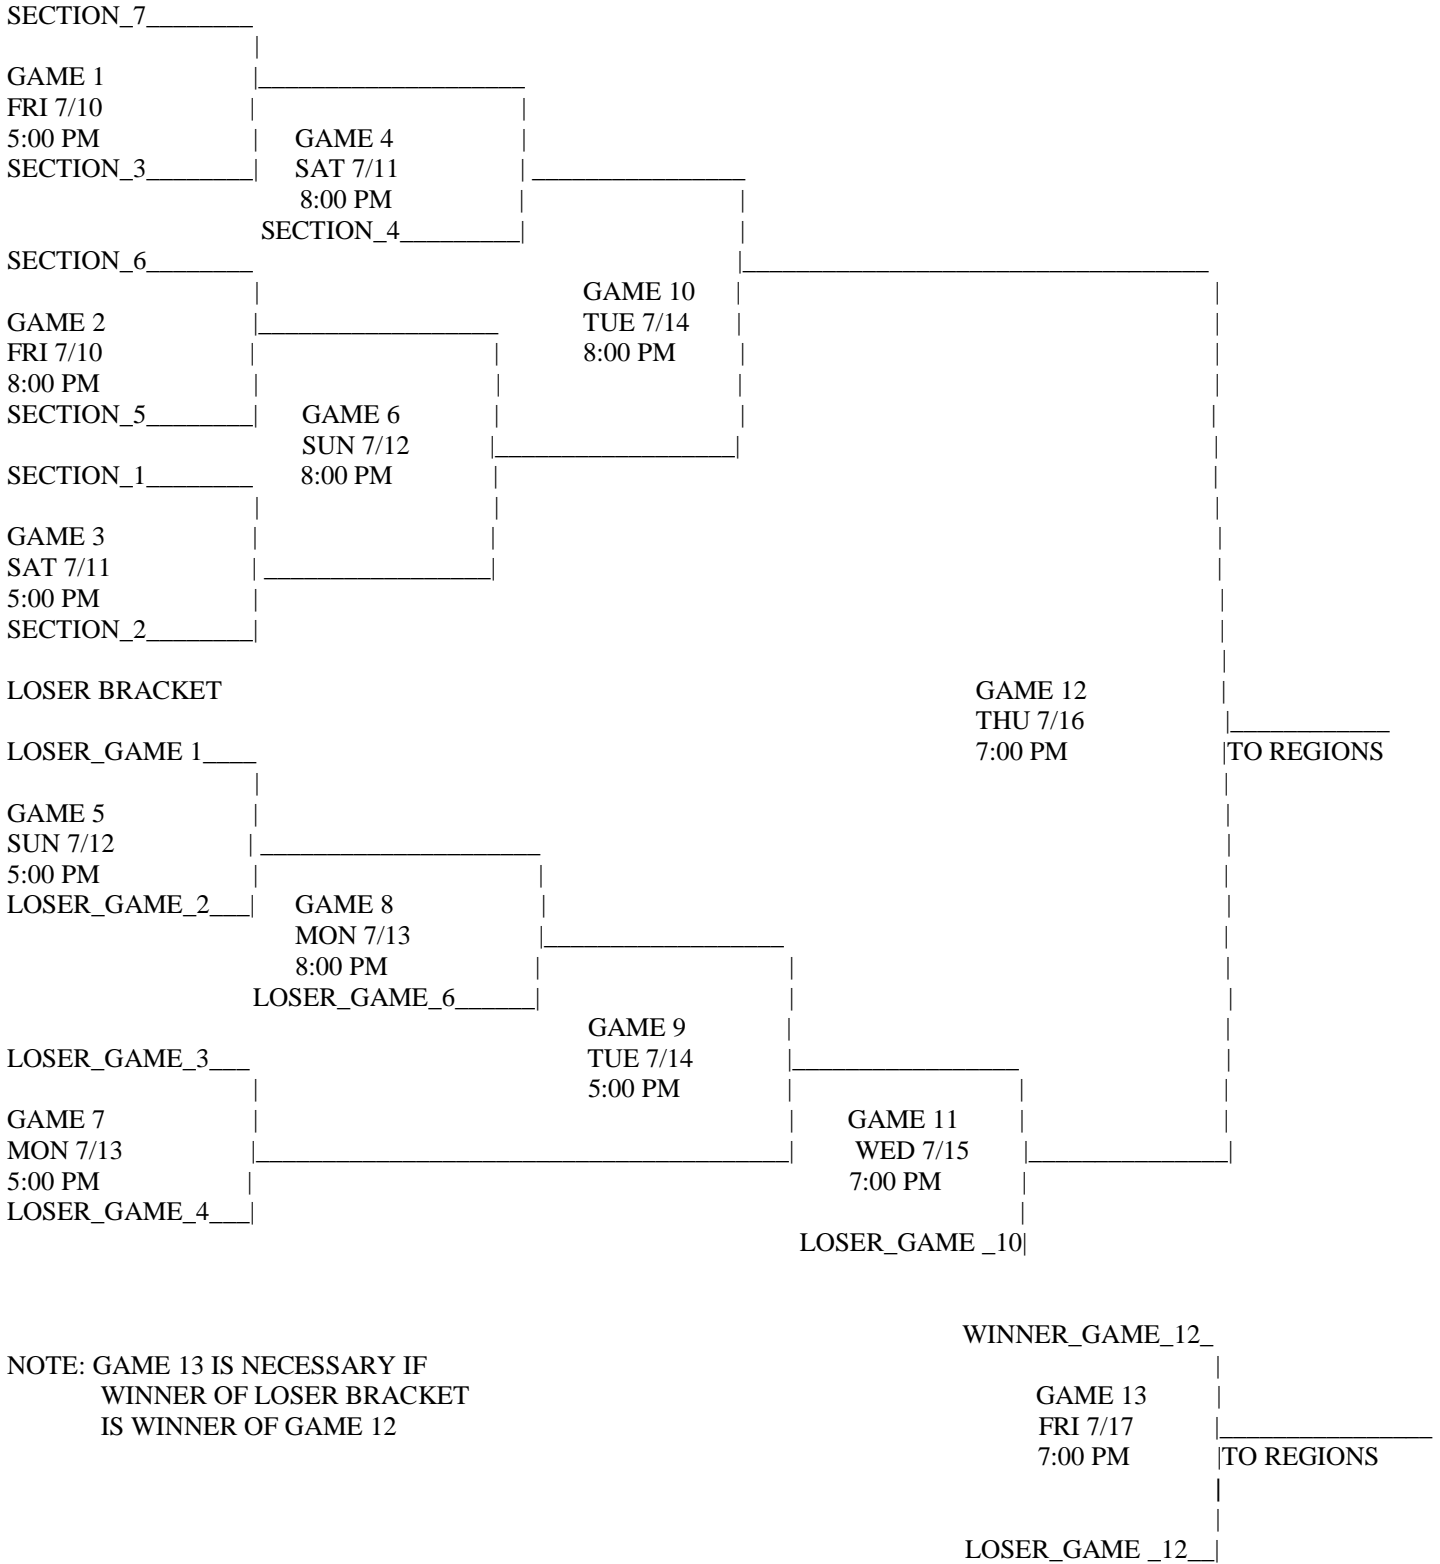 SECTION_7________
GAME 1
FRI 7/10
5:00 PM GAME 4
SECTION_3________ SAT 7/11
8:00 PM
SECTION_4_________
SECTION_6________
GAME 10
GAME 2 TUE 7/14
FRI 7/10 8:00 PM
8:00 PM
SECTION_5________ GAME 6
SUN 7/12
SECTION_1________ 8:00 PM
GAME 3
SAT 7/11
5:00 PM
SECTION_2________
LOSER BRACKET GAME 12
THU 7/16
LOSER_GAME 1____ 7:00 PM TO REGIONS
GAME 5
SUN 7/12
5:00 PM
LOSER_GAME_2___ GAME 8
MON 7/13
8:00 PM
LOSER_GAME_6______
GAME 9
LOSER_GAME_3___ TUE 7/14
5:00 PM
GAME 7 GAME 11
MON 7/13 WED 7/15
5:00 PM 7:00 PM
LOSER_GAME_4___
LOSER_GAME _10
WINNER_GAME_12_
NOTE: GAME 13 IS NECESSARY IF
WINNER OF LOSER BRACKET GAME 13
IS WINNER OF GAME 12 FRI 7/17
7:00 PM TO REGIONS
LOSER_GAME _12__